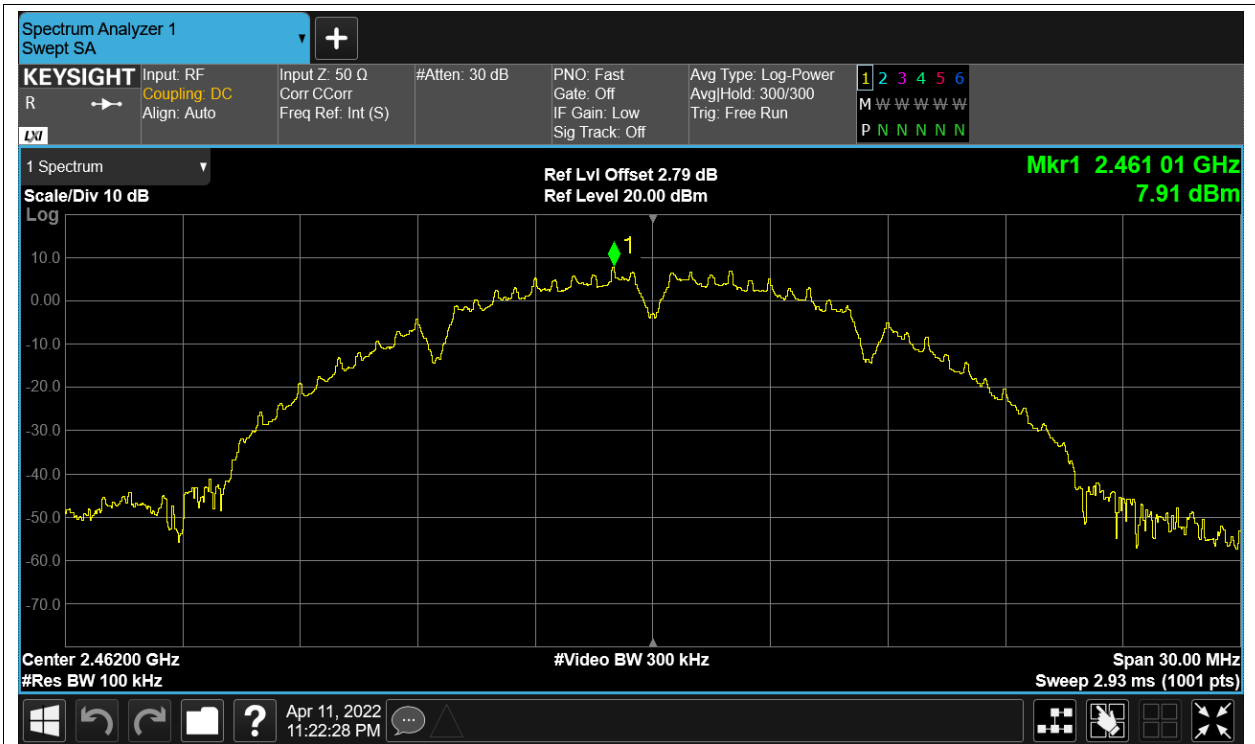 Spectrum Analyzer 1
Swept SA
KEYSIGHT
R
LXI
Input: RF
Coupling: DC
Align: Auto
Input Z: 50 Ω
Corr CCorr
Freq Ref: Int (S)
#Atten: 30 dB
PNO: Fast
Gate: Off
IF Gain: Low
Sig Track: Off
Avg Type: Log-Power
Avg|Hold: 300/300
Trig: Free Run
1 2 3 4 5 6
M W W W W W
P N N N N N
1 Spectrum
Scale/Div 10 dB
Log
Ref Lvl Offset 2.79 dB
Ref Level 20.00 dBm
Mkr1 2.461 01 GHz
7.91 dBm
1
10.0
0.00
-10.0
-20.0
-30.0
-40.0
-50.0
-60.0
-70.0
Center 2.46200 GHz
#Res BW 100 kHz
#Video BW 300 kHz
Span 30.00 MHz
Sweep 2.93 ms (1001 pts)
?
Apr 11, 2022
11:22:28 PM